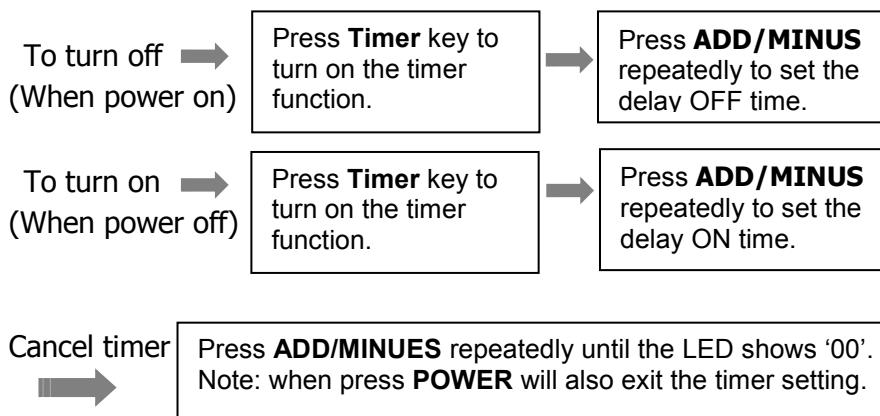 To turn off
(When power on)
Press Timer key to
turn on the timer
function.
Press ADD/MINUS
repeatedly to set the
delay OFF time.
To turn on
(When power off)
Press Timer key to
turn on the timer
function.
Press ADD/MINUS
repeatedly to set the
delay ON time.
Cancel timer
Press ADD/MINUES repeatedly until the LED shows ‘00’.
Note: when press POWER will also exit the timer setting.